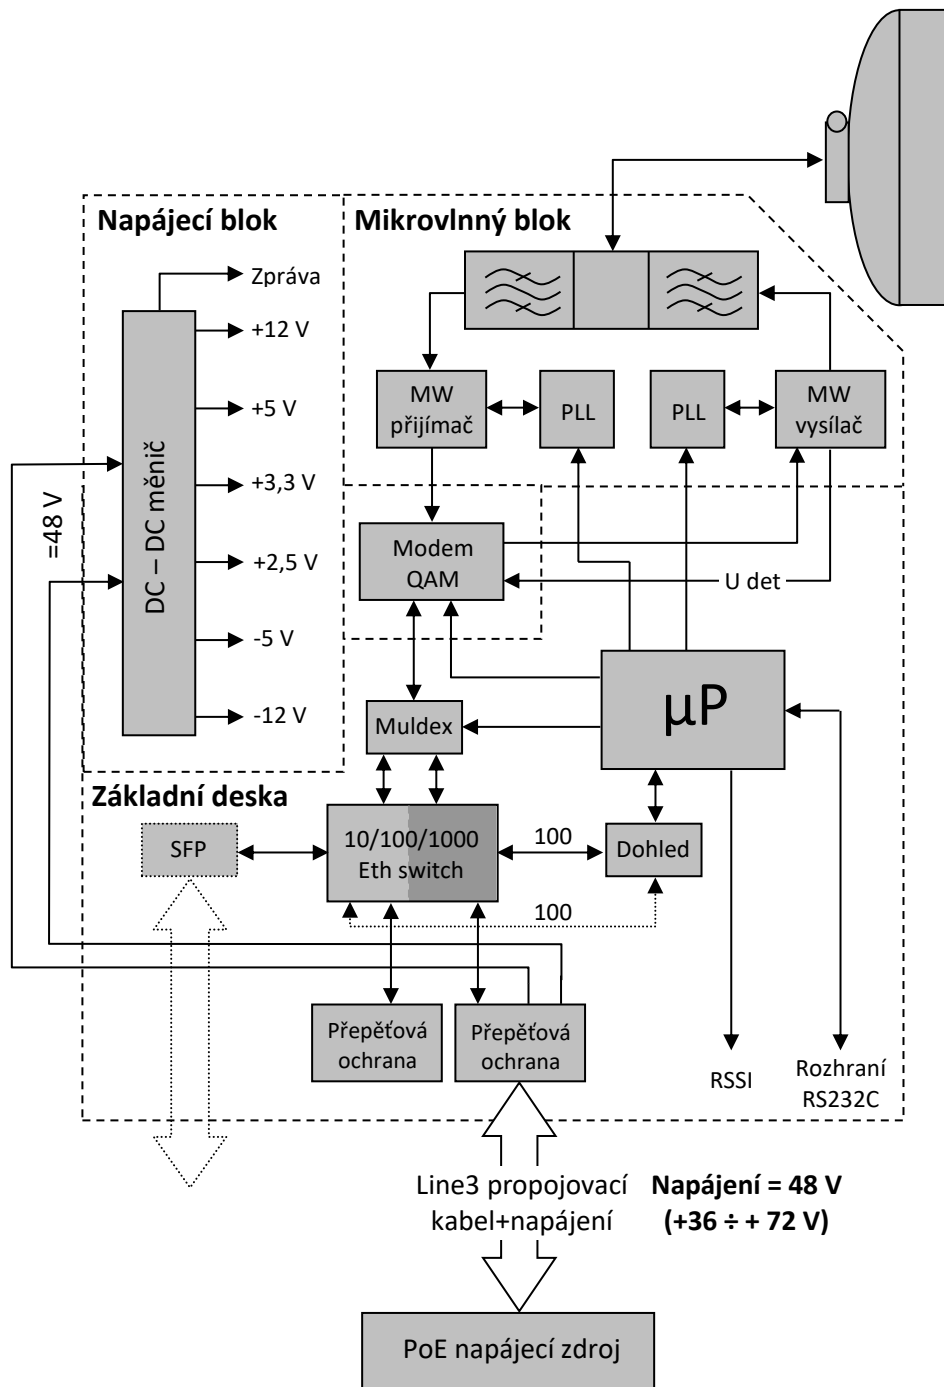 Napájecí blok
Mikrovlnný blok
Zpráva
+12 V
+5 V
+3,3 V
+2,5 V
-5 V
-12 V
DC – DC měnič
=48 V
MW
přijímač
PLL
PLL
MW
vysílač
Modem
QAM
U det
µP
Muldex
Základní deska
SFP
10/100/1000
Eth switch
100
Dohled
100
Přepěťová
ochrana
Přepěťová
ochrana
RSSI
Rozhraní
RS232C
Line3 propojovací
kabel+napájení
Napájení = 48 V
(+36 ÷ + 72 V)
PoE napájecí zdroj